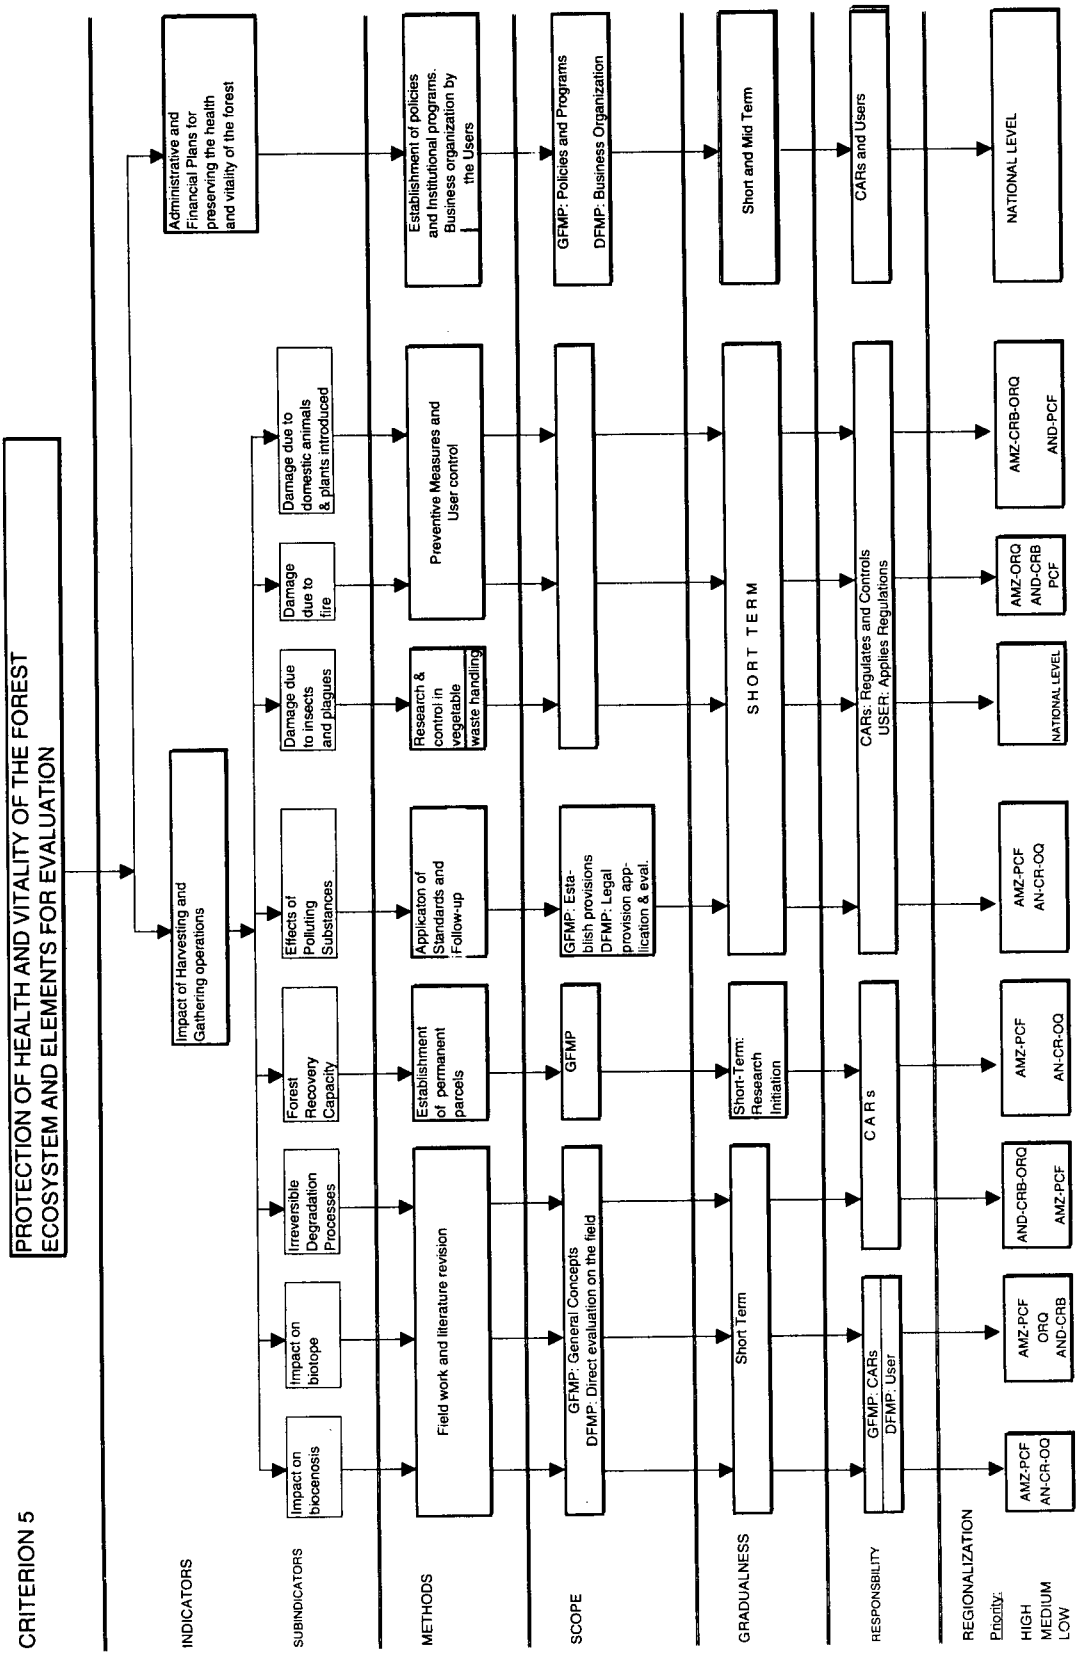 CRITERION 5
PROTECTION OF HEALTH AND VITALITY OF THE FOREST
ECOSYSTEM AND ELEMENTS FOR EVALUATION
INDICATORS
Impact of Harvesting and
Gathering operations
Administrative and
Financial Plans for
preserving the health
and vitality of the forest
SUBINDICATORS
Impact on
biocenosis
Impact on
biotope
Irreversible
Degradation
Processes
Forest
Recovery
Capacity
Effects of
Polluting
Substances
Damage due
to insects
and plagues
Damage
due to
fire
Damage due to
domestic animals
& plants introduced
METHODS
Field work and literature revision
Establishment
of permanent
parcels
Applicaton of
Standards and
Follow-up
Research &
control in
vegetable
waste handling
Preventive Measures and
User control
Establishment of policies
and Institutional programs.
Business organization by
the Users
SCOPE
GFMP: General Concepts
DFMP: Direct evaluation on the field
GFMP
GFMP: Esta-
blish provisions
DFMP: Legal
provision app-
lication & eval.
GFMP: Policies and Programs
DFMP: Business Organization
GRADUALNESS
Short Term
Short-Term:
Research
Initiation
SHORT TERM
Short and Mid Term
RESPONSBILITY
GFMP: CARs
DFMP: User
CARs
CARs: Regulates and Controls
USER: Applies Regulations
CARs and Users
REGIONALIZATION
Priority:
HIGH
MEDIUM
LOW
AMZ-PCF
AN-CR-OQ
AMZ-PCF
ORQ
AND-CRB
AND-CRB-ORQ
AMZ-PCF
AMZ-PCF
AN-CR-OQ
AMZ-PCF
AN-CR-OQ
NATIONAL LEVEL
AMZ-ORQ
AND-CRB
PCF
AMZ-CRB-ORQ
AND-PCF
NATIONAL LEVEL